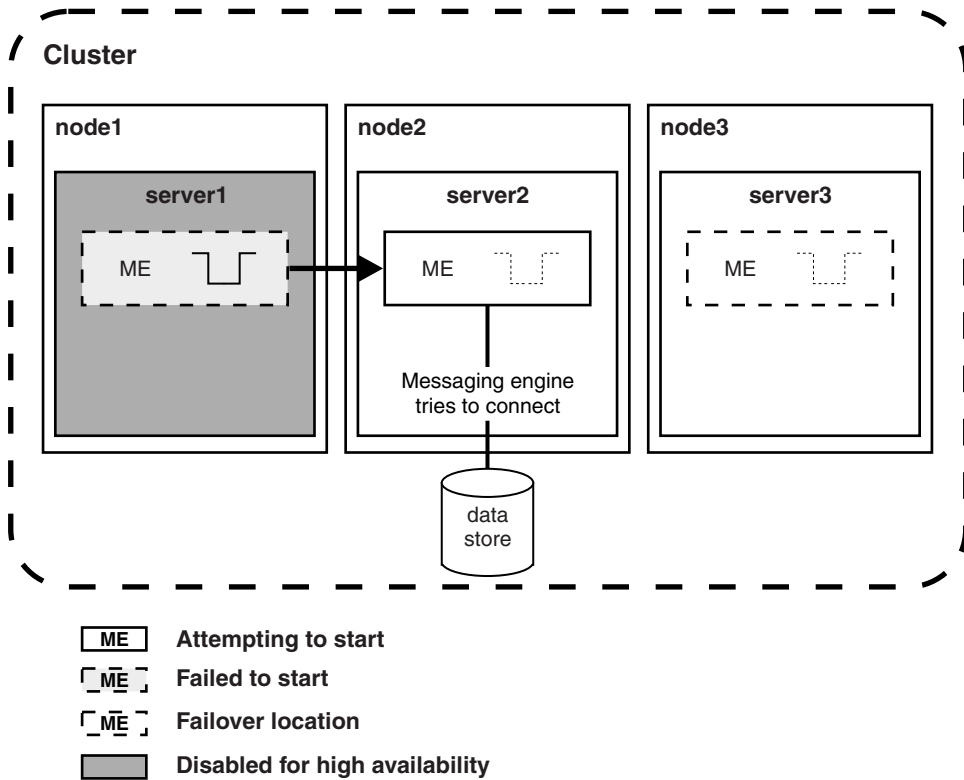 Cluster
node1
node2
node3
server1
server2
server3
ME
ME
ME
Messaging engine
tries to connect
data
store
ME Attempting to start
ME Failed to start
ME Failover location
Disabled for high availability